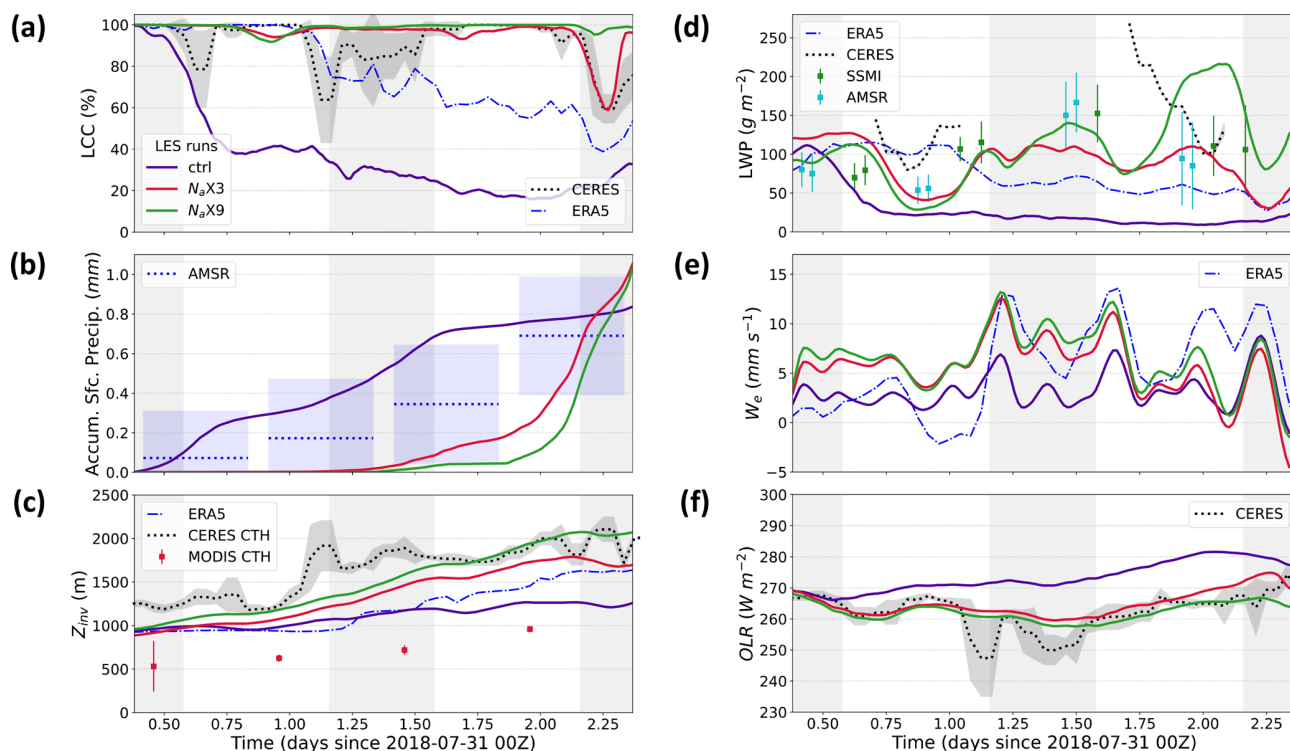 (a)
LCC (%)
100
80
60
40
20
0
LES runs
ctrl
NₐX3
NₐX9
CERES
ERA5
(b)
Accum. Sfc. Precip. (mm)
1.0
0.8
0.6
0.4
0.2
0.0
AMSR
(c)
Z_inv (m)
2500
2000
1500
1000
500
0
ERA5
CERES CTH
MODIS CTH
0.50 0.75 1.00 1.25 1.50 1.75 2.00 2.25
Time (days since 2018-07-31 00Z)
(d)
LWP (g m⁻²)
250
200
150
100
50
0
ERA5
CERES
SSMI
AMSR
(e)
Wₑ (mm s⁻¹)
15
10
5
0
−5
ERA5
(f)
OLR (W m⁻²)
300
290
280
270
260
250
240
230
CERES
0.50 0.75 1.00 1.25 1.50 1.75 2.00 2.25
Time (days since 2018-07-31 00Z)